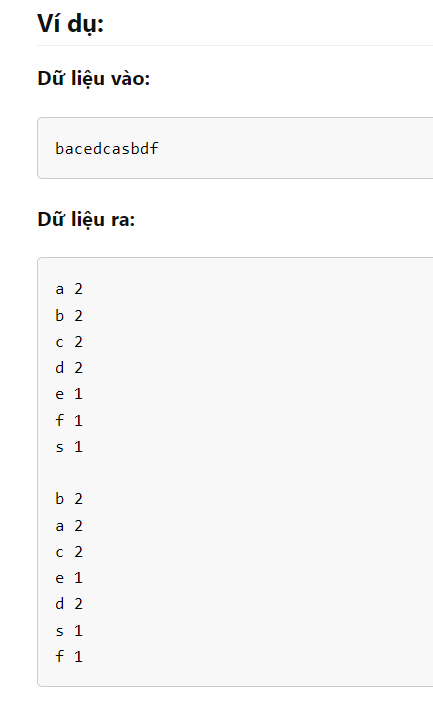 Ví dụ:
Dữ liệu vào:
bacedcasbdf
Dữ liệu ra:
a 2
b 2
c 2
d 2
e 1
f 1
s 1
b 2
a 2
c 2
e 1
d 2
s 1
f 1